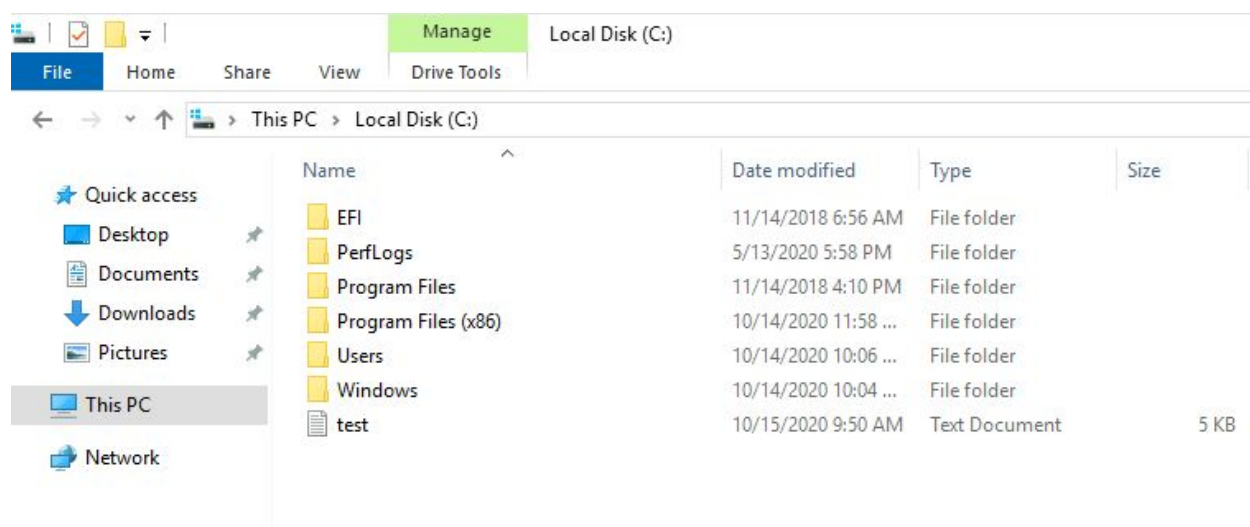 Manage Local Disk (C:)
File Home Share View Drive Tools
This PC > Local Disk (C:)
Name Date modified Type Size
Quick access
Desktop
Documents
Downloads
Pictures
This PC
Network
EFI 11/14/2018 6:56 AM File folder
PerfLogs 5/13/2020 5:58 PM File folder
Program Files 11/14/2018 4:10 PM File folder
Program Files (x86) 10/14/2020 11:58 ... File folder
Users 10/14/2020 10:06 ... File folder
Windows 10/14/2020 10:04 ... File folder
test 10/15/2020 9:50 AM Text Document 5 KB